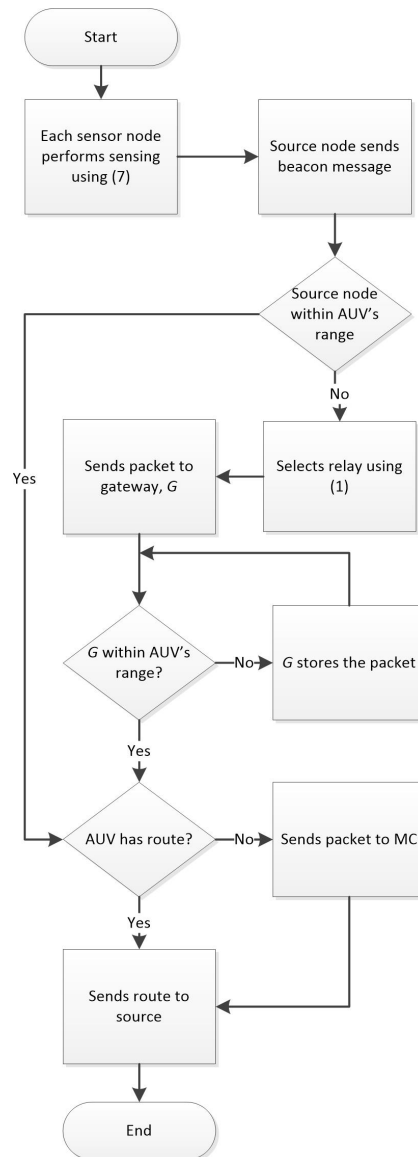 Start
Each sensor node
performs sensing
using (7)
Source node sends
beacon message
Source node
within AUV's
range
No
Yes
Selects relay using
(1)
Sends packet to
gateway, G
G within AUV's
range?
No
G stores the packet
Yes
AUV has route?
No
Sends packet to MC
Yes
Sends route to
source
End